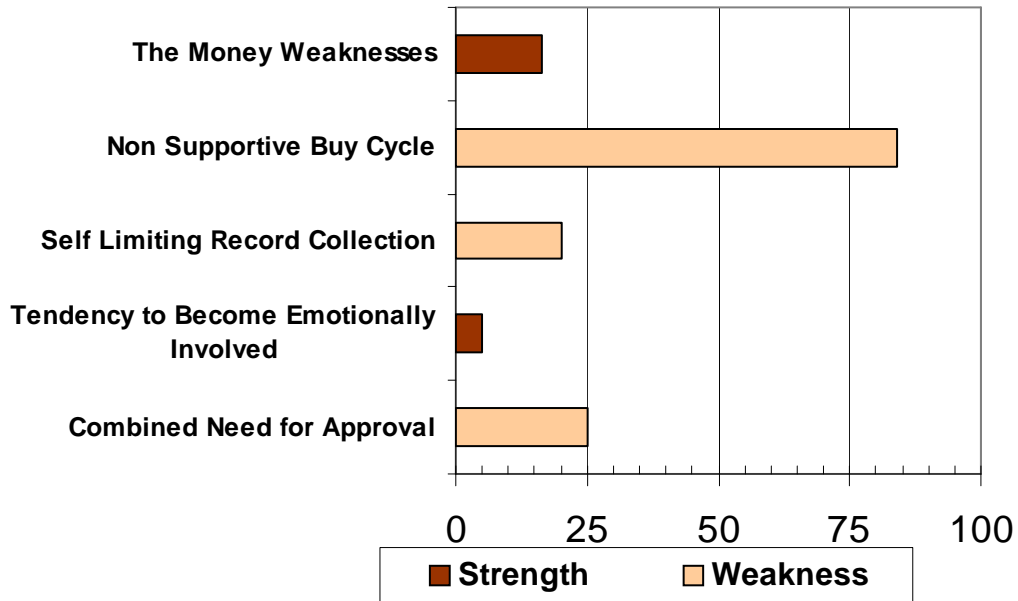 The Money Weaknesses
Non Supportive Buy Cycle
Self Limiting Record Collection
Tendency to Become Emotionally
Involved
Combined Need for Approval
0 25 50 75 100
Strength Weakness